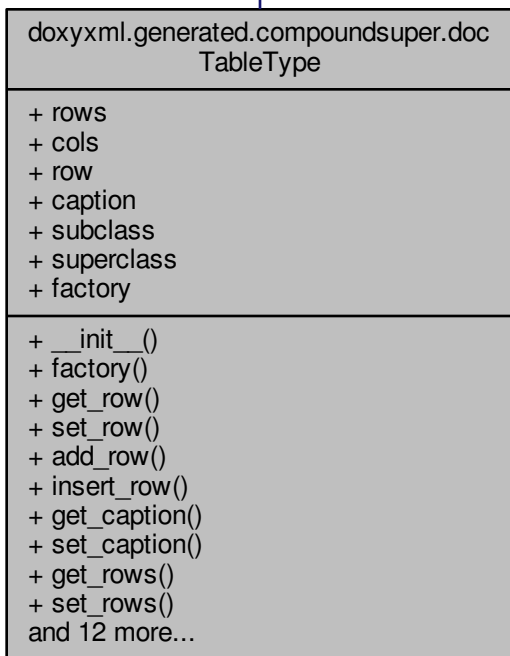 doxyxml.generated.compoundsuper.doc
TableType
+ rows
+ cols
+ row
+ caption
+ subclass
+ superclass
+ factory
+ __init__()
+ factory()
+ get_row()
+ set_row()
+ add_row()
+ insert_row()
+ get_caption()
+ set_caption()
+ get_rows()
+ set_rows()
and 12 more...